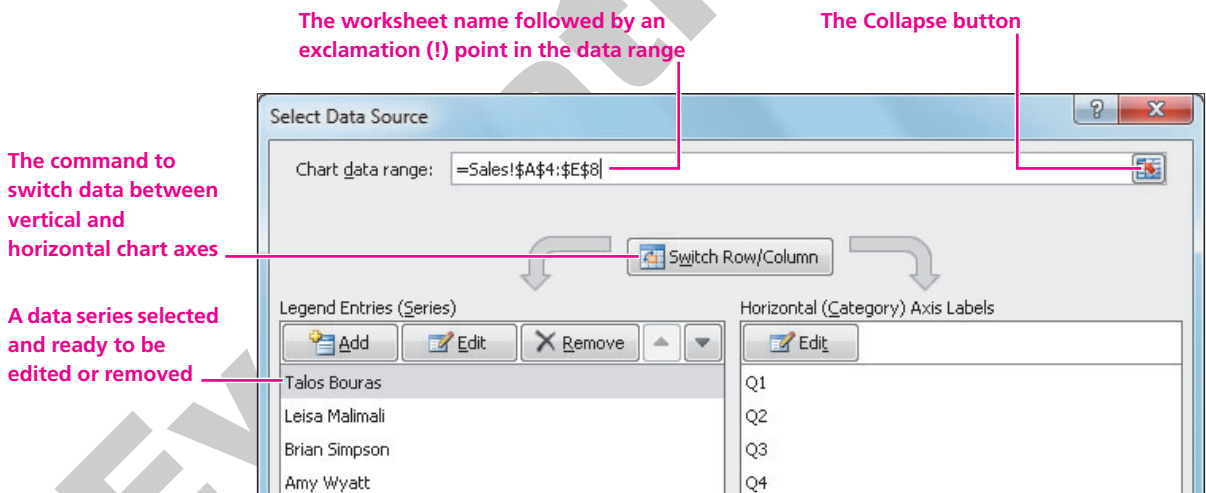 The worksheet name followed by an
exclamation (!) point in the data range
The Collapse button
Select Data Source
The command to
switch data between
vertical and
horizontal chart axes
Chart data range: =Sales!$A$4:$E$8
Switch Row/Column
A data series selected
and ready to be
edited or removed
Legend Entries (Series)
Add Edit Remove
Talos Bouras
Leisa Malimali
Brian Simpson
Amy Wyatt
Horizontal (Category) Axis Labels
Edit
Q1
Q2
Q3
Q4